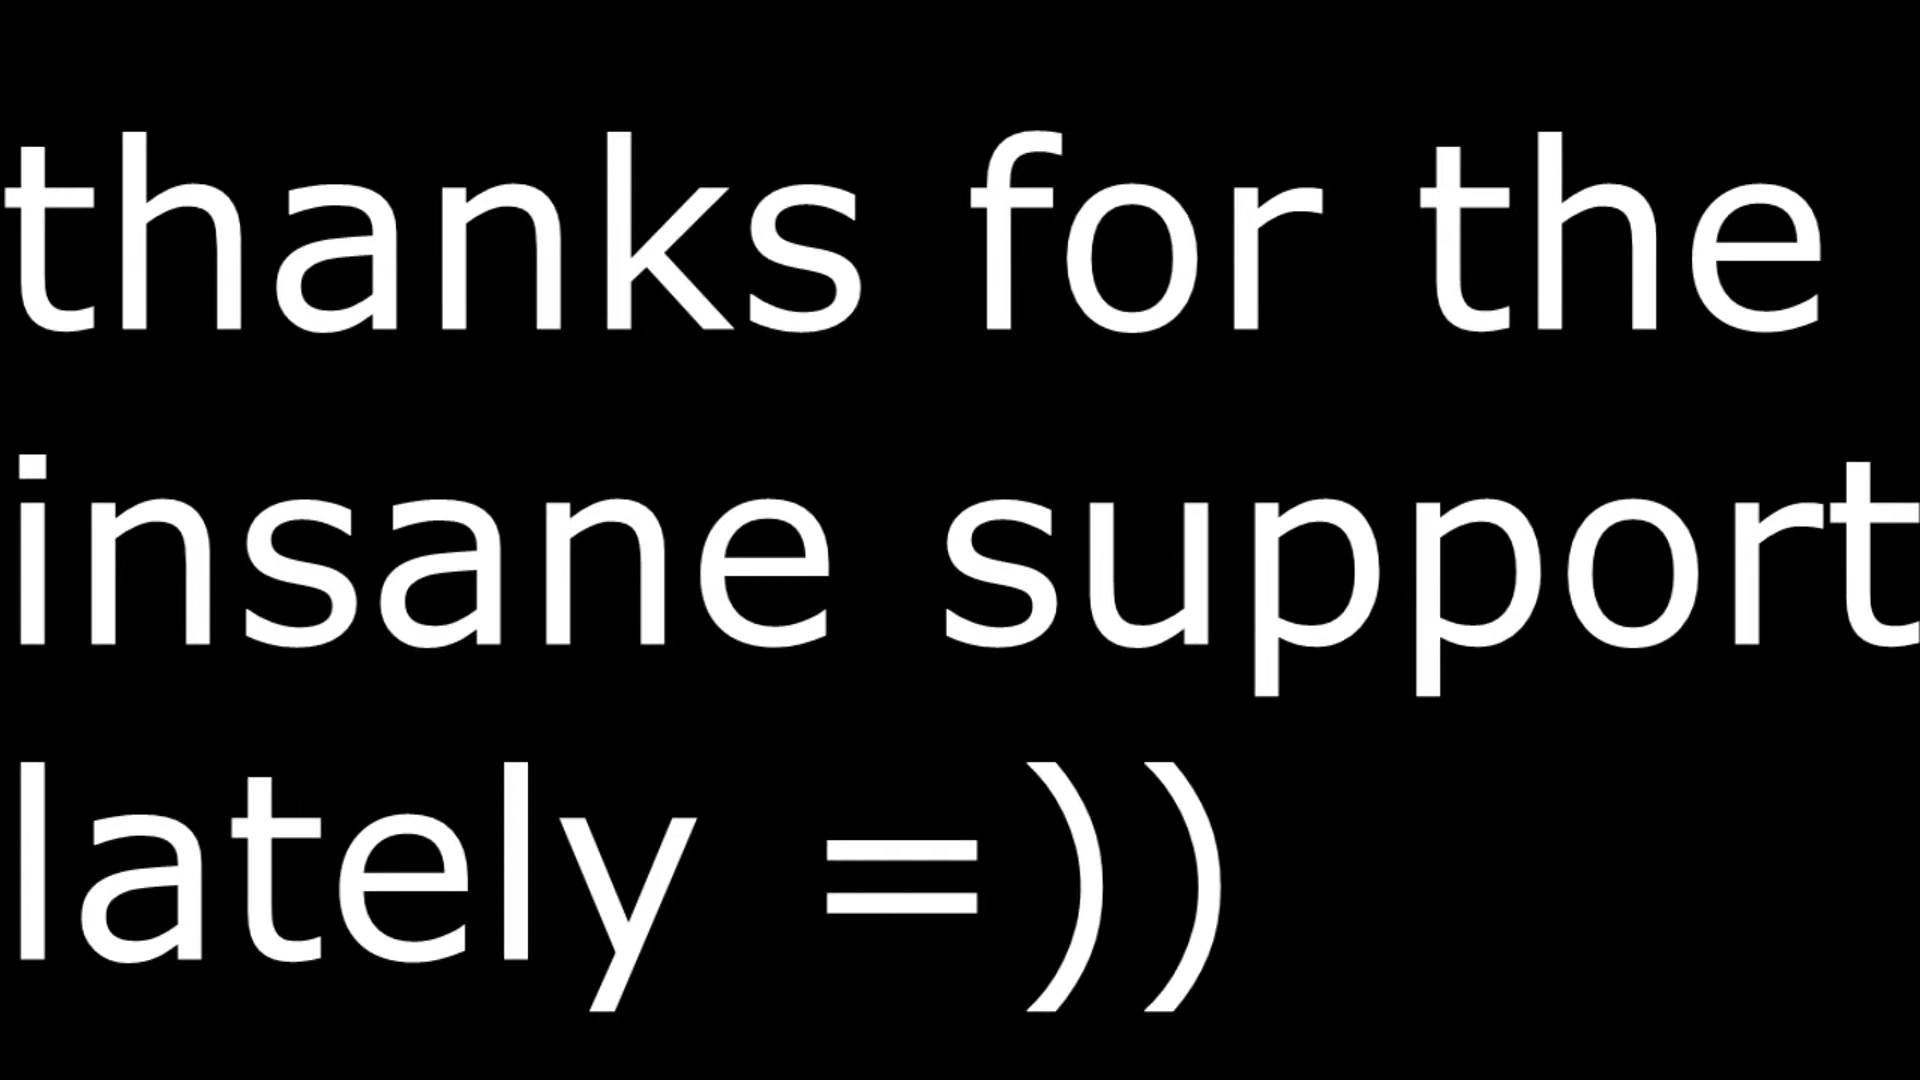 thanks for the
insane support
lately =))